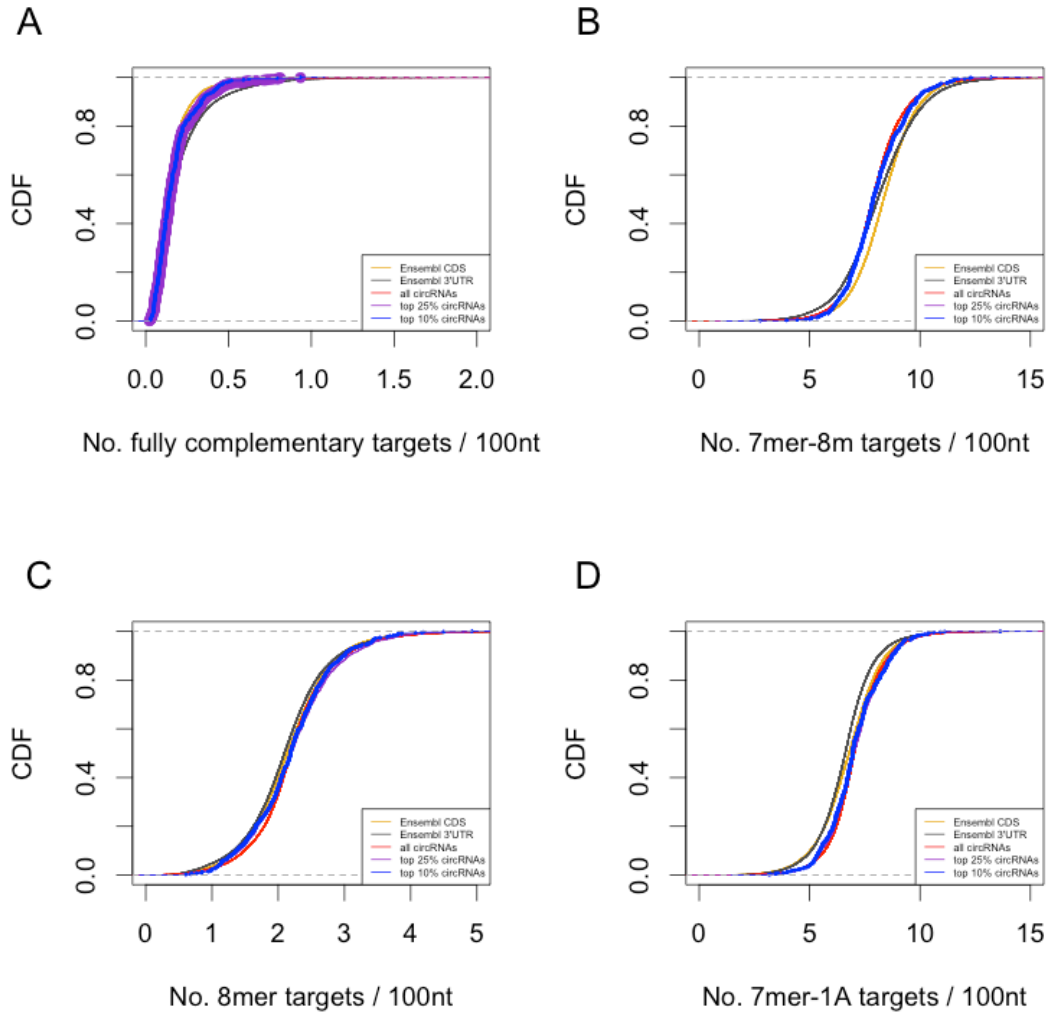 A
CDF
0.0 0.4 0.8
Ensembl CDS
Ensembl 3'UTR
all circRNAs
top 25% circRNAs
top 10% circRNAs
0.0 0.5 1.0 1.5 2.0
No. fully complementary targets / 100nt
B
CDF
0.0 0.4 0.8
Ensembl CDS
Ensembl 3'UTR
all circRNAs
top 25% circRNAs
top 10% circRNAs
0 5 10 15
No. 7mer-8m targets / 100nt
C
CDF
0.0 0.4 0.8
Ensembl CDS
Ensembl 3'UTR
all circRNAs
top 25% circRNAs
top 10% circRNAs
0 1 2 3 4 5
No. 8mer targets / 100nt
D
CDF
0.0 0.4 0.8
Ensembl CDS
Ensembl 3'UTR
all circRNAs
top 25% circRNAs
top 10% circRNAs
0 5 10 15
No. 7mer-1A targets / 100nt